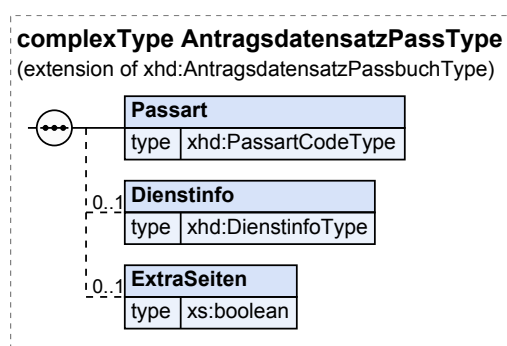 complexType AntragsdatensatzPassType
(extension of xhd:AntragsdatensatzPassbuchType)
Passart
type xhd:PassartCodeType
0..1 Dienstinfo
type xhd:DienstinfoType
0..1 ExtraSeiten
type xs:boolean